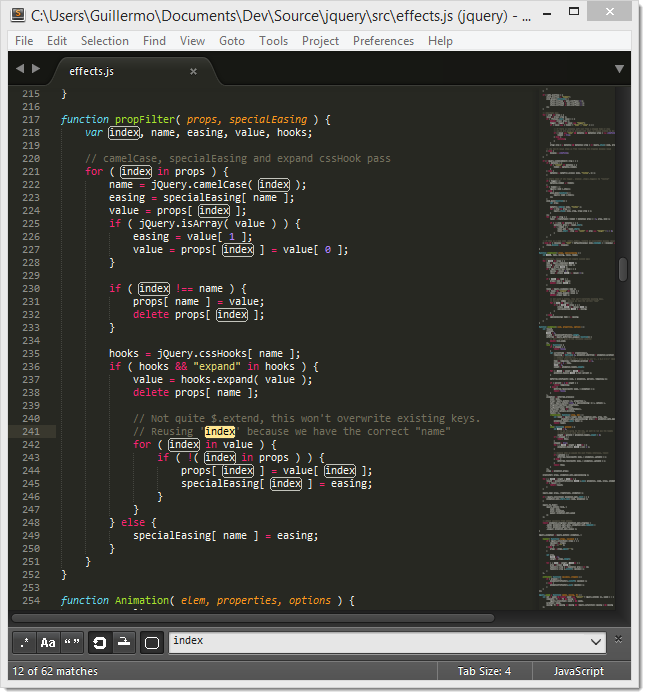 C:\Users\Guillermo\Documents\Dev\Source\jquery\src\effects.js (jquery) - ...
File Edit Selection Find View Goto Tools Project Preferences Help
effects.js ×
215 }
216
217 function propFilter( props, specialEasing ) {
218 var index, name, easing, value, hooks;
219
220 // camelCase, specialEasing and expand cssHook pass
221 for ( index in props ) {
222 name = jQuery.camelCase( index );
223 easing = specialEasing[ name ];
224 value = props[ index ];
225 if ( jQuery.isArray( value ) ) {
226 easing = value[ 1 ];
227 value = props[ index ] = value[ 0 ];
228 }
229
230 if ( index !== name ) {
231 props[ name ] = value;
232 delete props[ index ];
233 }
234
235 hooks = jQuery.cssHooks[ name ];
236 if ( hooks && "expand" in hooks ) {
237 value = hooks.expand( value );
238 delete props[ name ];
239
240 // Not quite $.extend, this won't overwrite existing keys.
241 // Reusing 'index' because we have the correct "name"
242 for ( index in value ) {
243 if ( !( index in props ) ) {
244 props[ index ] = value[ index ];
245 specialEasing[ index ] = easing;
246 }
247 }
248 } else {
249 specialEasing[ name ] = easing;
250 }
251 }
252 }
253
254 function Animation( elem, properties, options ) {
.* Aa “” index
12 of 62 matches Tab Size: 4 JavaScript